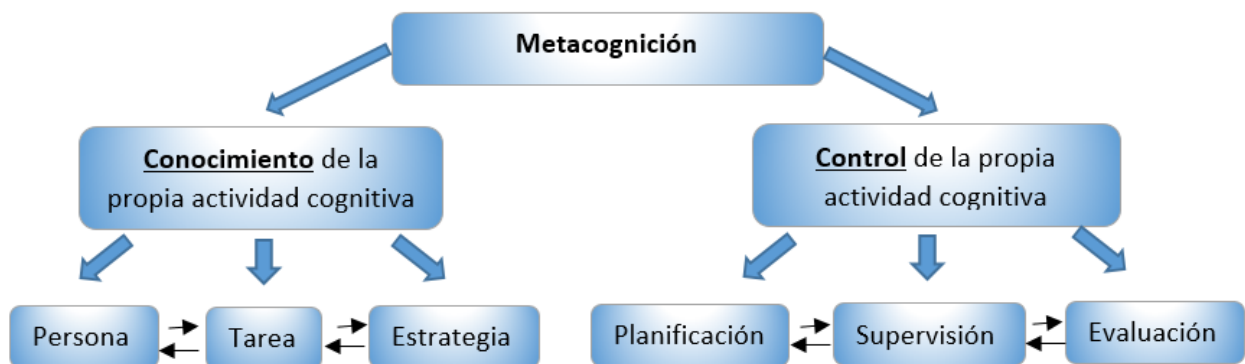 Metacognición
Conocimiento de la
propia actividad cognitiva
Control de la propia
actividad cognitiva
Persona
Tarea
Estrategia
Planificación
Supervisión
Evaluación